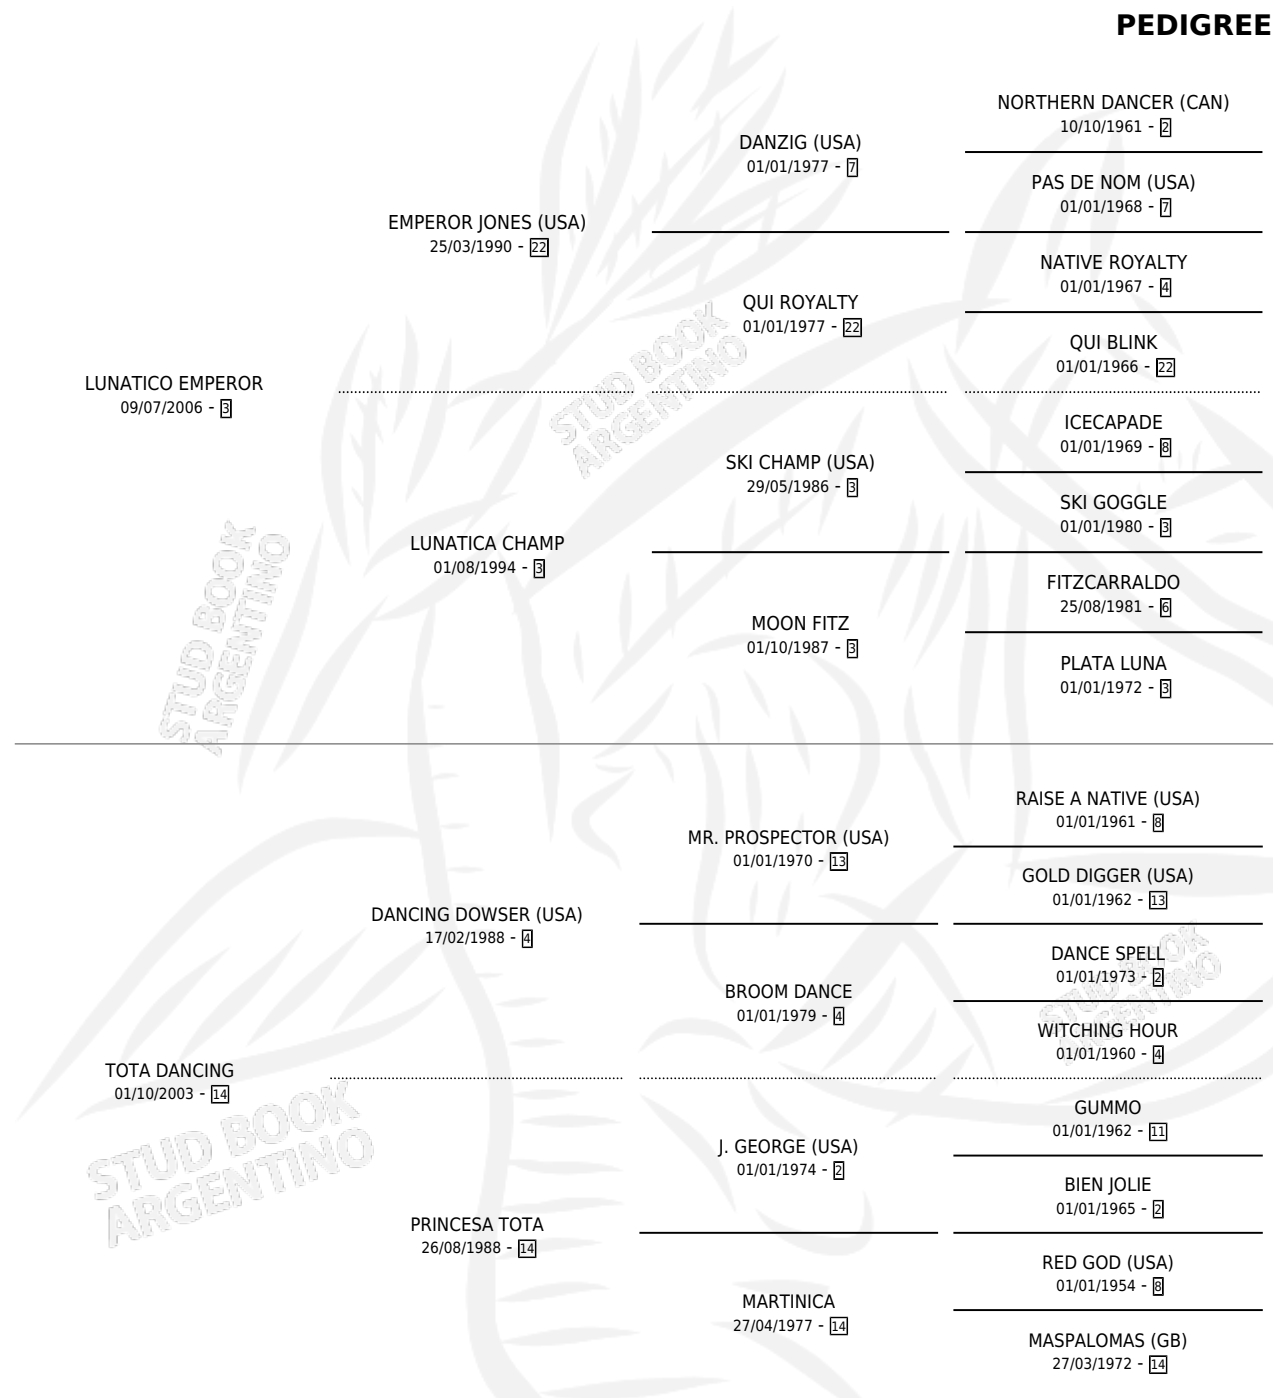 PEDIGREE
NORTHERN DANCER (CAN)
10/10/1961 - 2
DANZIG (USA)
01/01/1977 - 7
PAS DE NOM (USA)
01/01/1968 - 7
EMPEROR JONES (USA)
25/03/1990 - 22
NATIVE ROYALTY
01/01/1967 - 4
QUI ROYALTY
01/01/1977 - 22
QUI BLINK
01/01/1966 - 22
LUNATICO EMPEROR
09/07/2006 - 3
ICECAPADE
01/01/1969 - 8
SKI CHAMP (USA)
29/05/1986 - 3
SKI GOGGLE
01/01/1980 - 3
LUNATICA CHAMP
01/08/1994 - 3
FITZCARRALDO
25/08/1981 - 6
MOON FITZ
01/10/1987 - 3
PLATA LUNA
01/01/1972 - 3
RAISE A NATIVE (USA)
01/01/1961 - 8
MR. PROSPECTOR (USA)
01/01/1970 - 13
GOLD DIGGER (USA)
01/01/1962 - 13
DANCING DOWSER (USA)
17/02/1988 - 4
DANCE SPELL
01/01/1973 - 2
BROOM DANCE
01/01/1979 - 4
WITCHING HOUR
01/01/1960 - 4
TOTA DANCING
01/10/2003 - 14
GUMMO
01/01/1962 - 11
J. GEORGE (USA)
01/01/1974 - 2
BIEN JOLIE
01/01/1965 - 2
PRINCESA TOTA
26/08/1988 - 14
RED GOD (USA)
01/01/1954 - 8
MARTINICA
27/04/1977 - 14
MASPALOMAS (GB)
27/03/1972 - 14
STUD BOOK
ARGENTINO
STUD BOOK
ARGENTINO
STUD BOOK
ARGENTINO
STUD BOOK
ARGENTINO